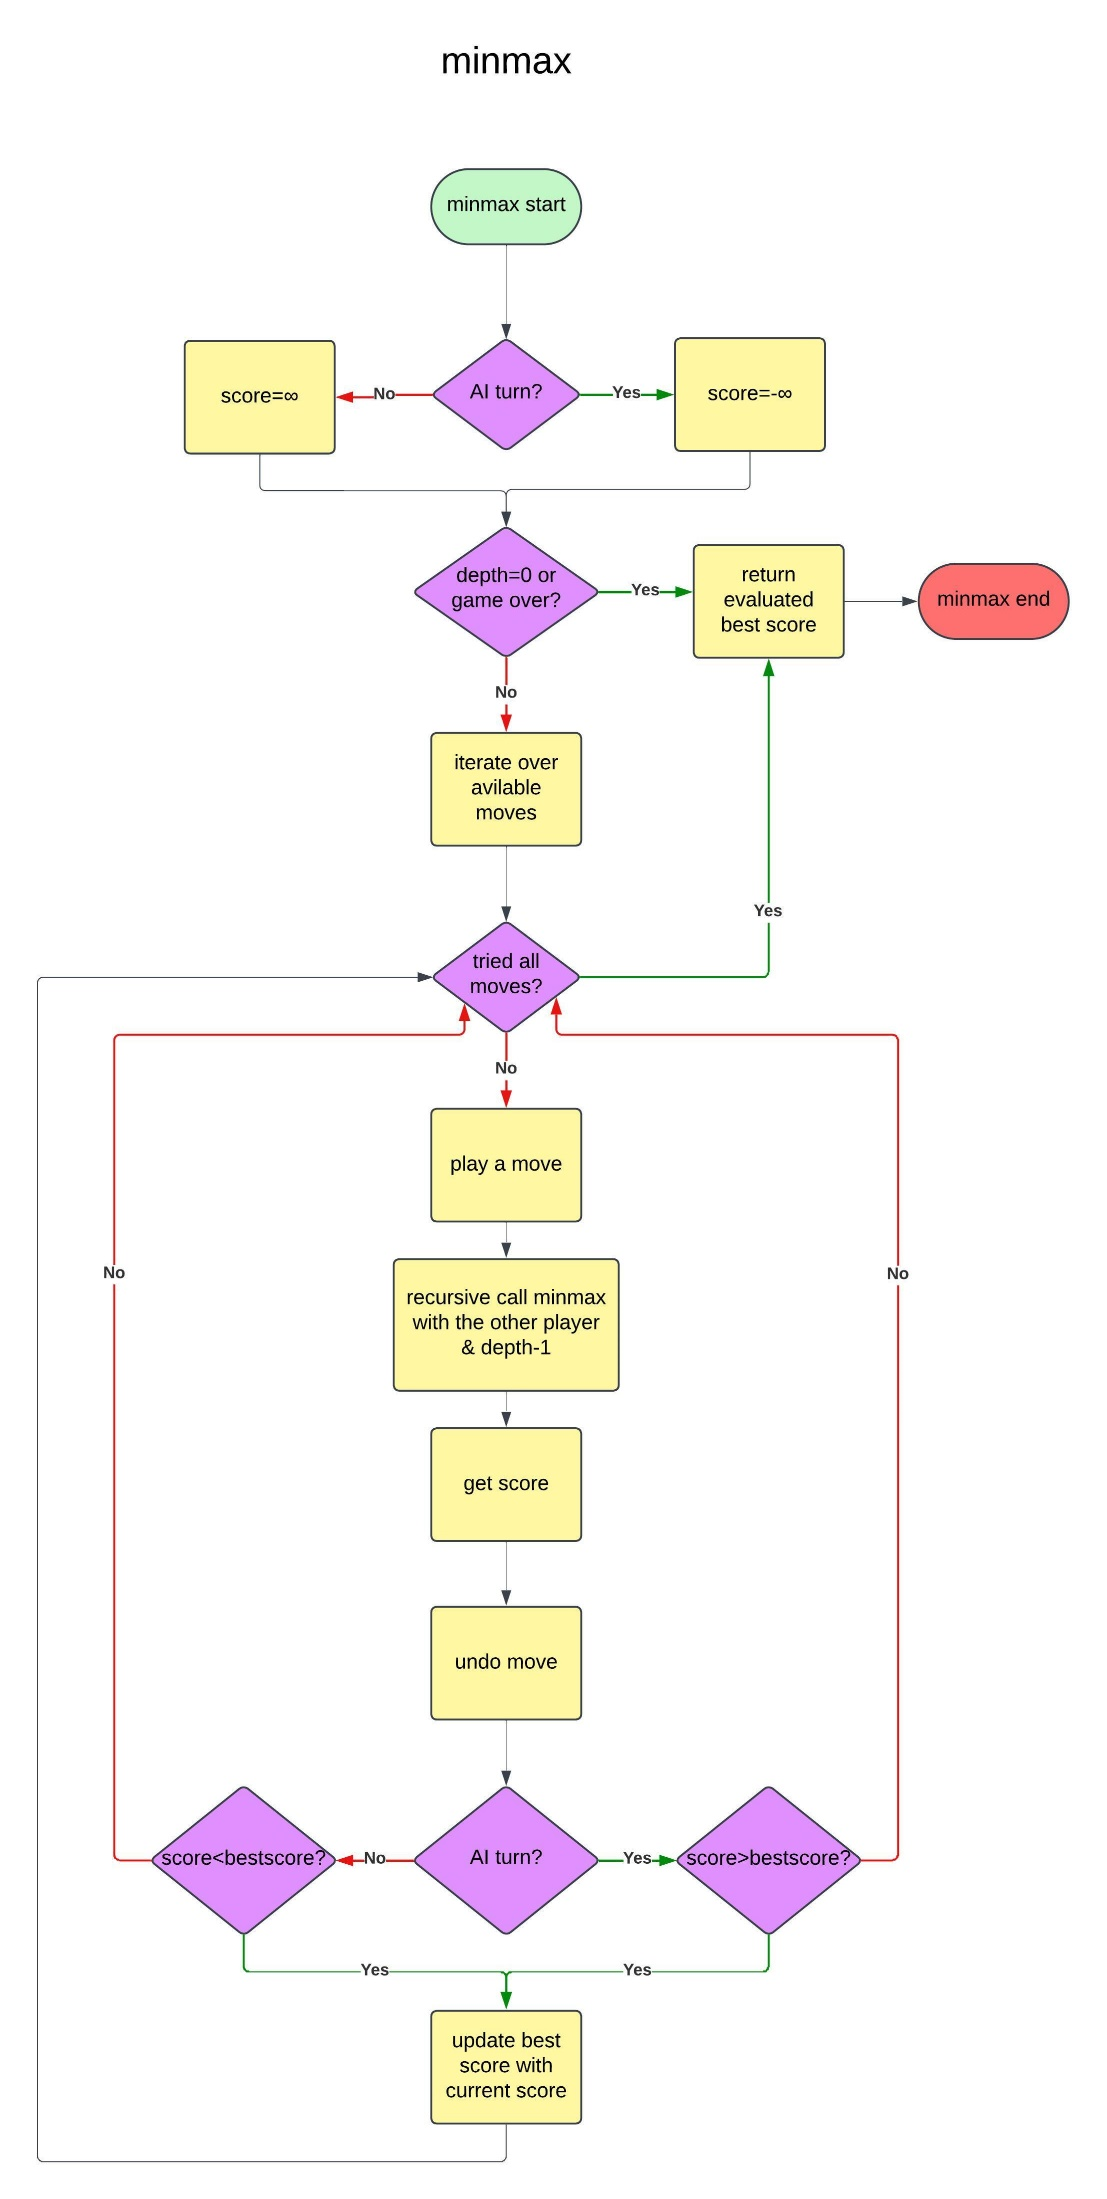 minmax
minmax start
AI turn?
No
Yes
score=∞
score=-∞
depth=0 or
game over?
Yes
return
evaluated
best score
minmax end
No
iterate over
avilable
moves
Yes
tried all
moves?
No
play a move
recursive call minmax
with the other player
& depth-1
No
No
get score
undo move
score<bestscore?
No
AI turn?
Yes
score>bestscore?
Yes
Yes
update best
score with
current score